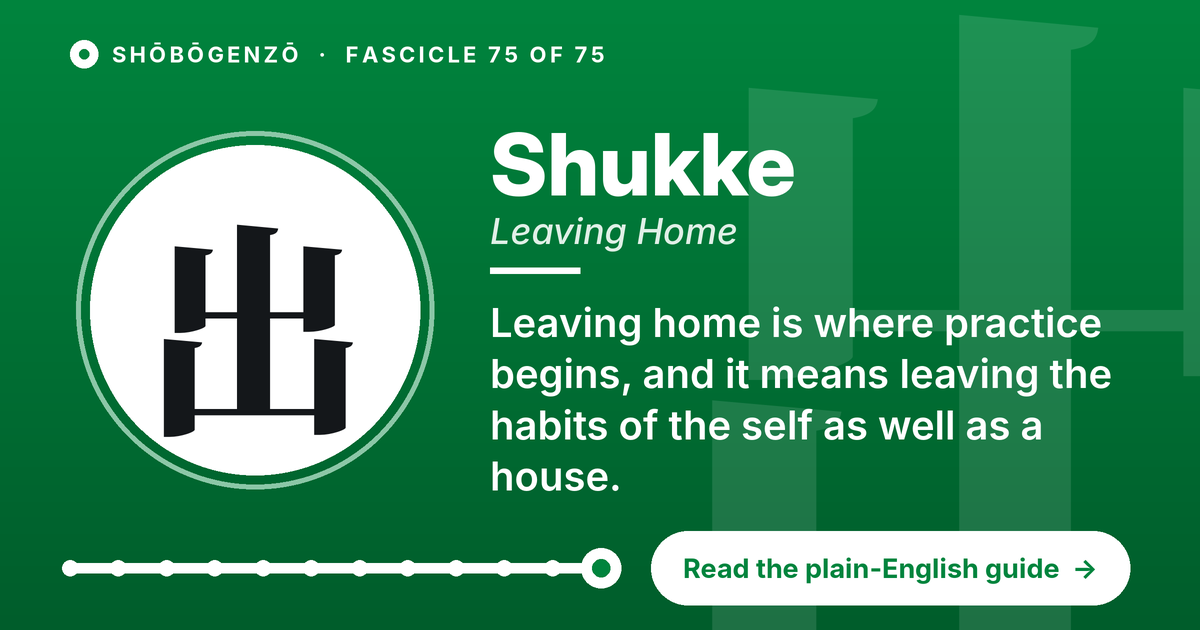 SHŌBŌGENZŌ · FASCICLE 75 OF 75
出
Shukke
Leaving Home
Leaving home is where practice
begins, and it means leaving the
habits of the self as well as a
house.
Read the plain-English guide →